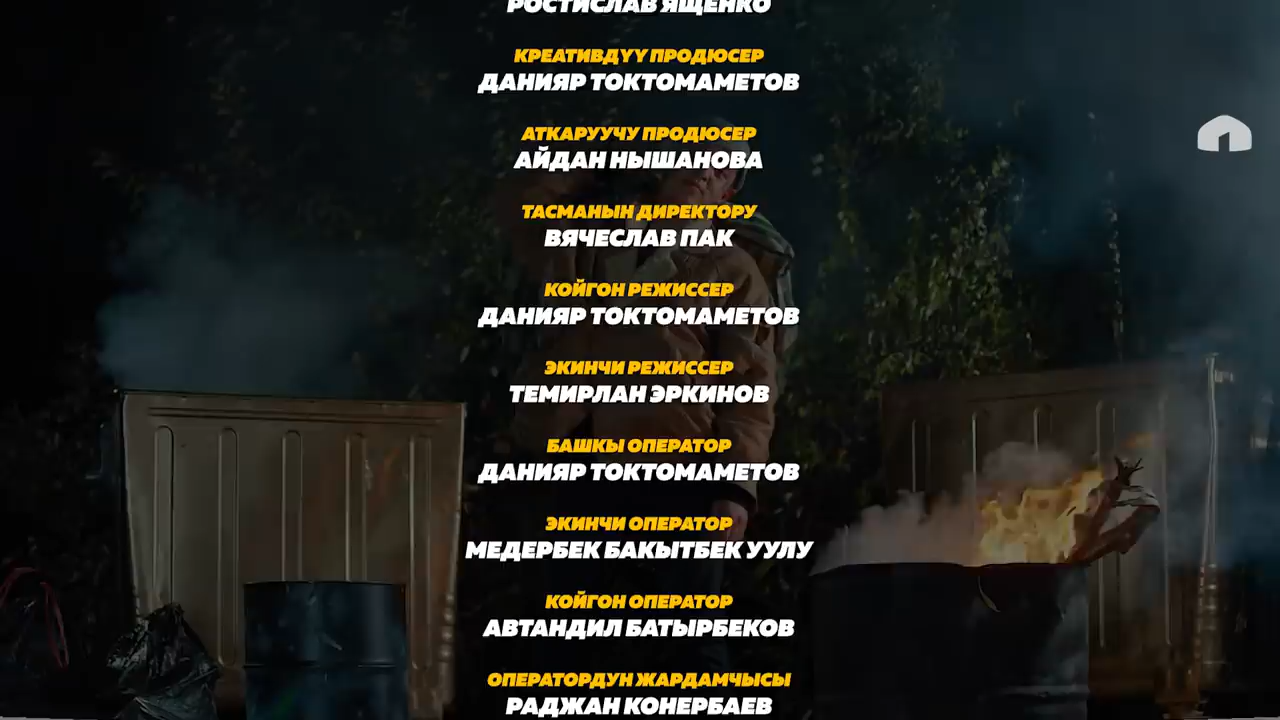 РОСТИСЛАВ ЯЩЕНКО
КРЕАТИВДҮҮ ПРОДЮСЕР
ДАНИЯР ТОКТОМАМЕТОВ
АТКАРУУЧУ ПРОДЮСЕР
АЙДАН НЫШАНОВА
ТАСМАНЫН ДИРЕКТОРУ
ВЯЧЕСЛАВ ПАК
КОЙГОН РЕЖИССЕР
ДАНИЯР ТОКТОМАМЕТОВ
ЭКИНЧИ РЕЖИССЕР
ТЕМИРЛАН ЭРКИНОВ
БАШКЫ ОПЕРАТОР
ДАНИЯР ТОКТОМАМЕТОВ
ЭКИНЧИ ОПЕРАТОР
МЕДЕРБЕК БАКЫТБЕК УУЛУ
КОЙГОН ОПЕРАТОР
АВТАНДИЛ БАТЫРБЕКОВ
ОПЕРАТОРДУН ЖАРДАМЧЫСЫ
РАДЖАН КОНЕРБАЕВ